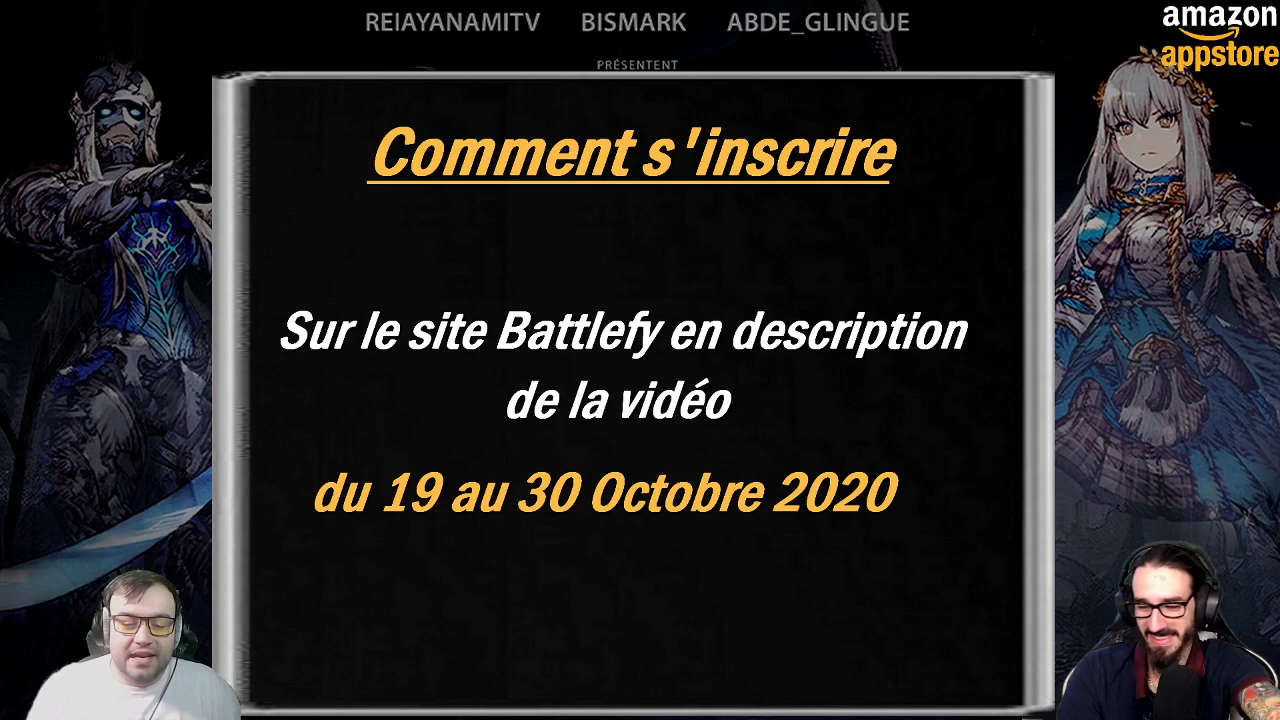 REIAYANAMITV BISMARK ABDE_GLINGUE
PRÉSENTENT
amazon
appstore
Comment s'inscrire
Sur le site Battlefy en description
de la vidéo
du 19 au 30 Octobre 2020